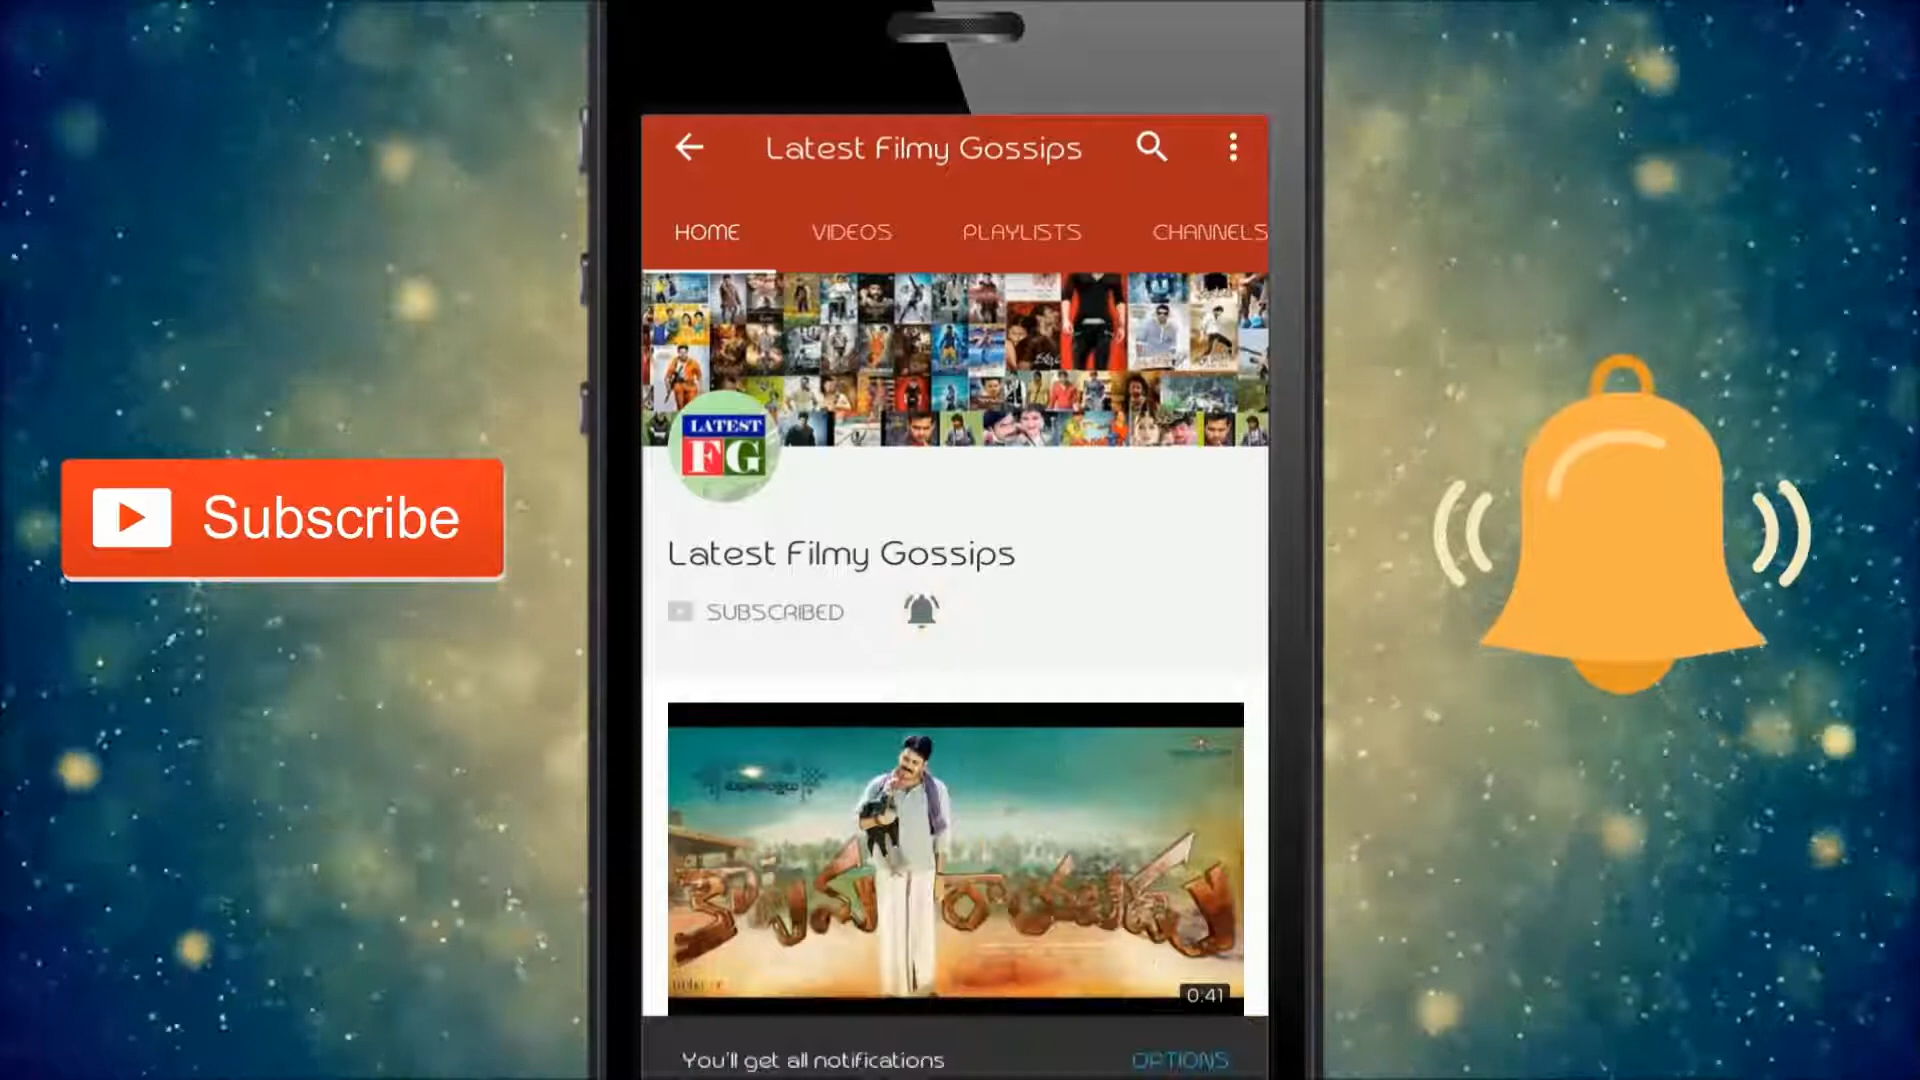 Latest Filmy Gossips
HOME VIDEOS PLAYLISTS CHANNELS
LATEST
FG
Subscribe
Latest Filmy Gossips
SUBSCRIBED
కాటమ రాయుడు
0:41
You'll get all notifications OPTIONS